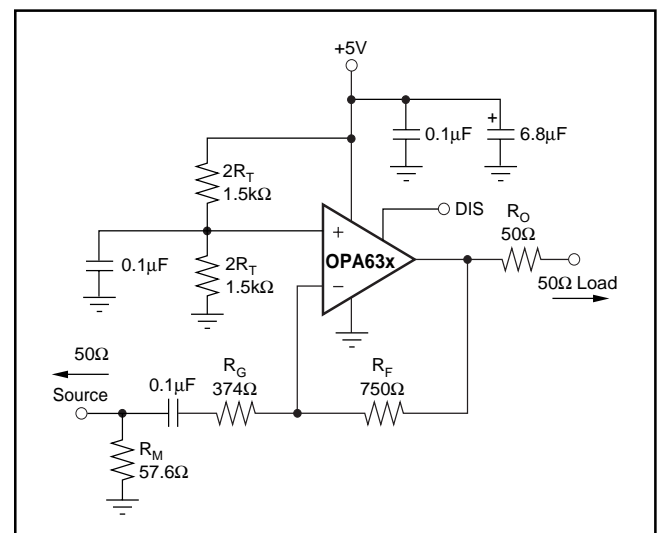 +5V
0.1µF
+
6.8µF
2R_T
1.5kΩ
DIS
R_O
50Ω
+
OPA63x
−
0.1µF
2R_T
1.5kΩ
50Ω Load
50Ω
Source
0.1µF
R_G
374Ω
R_F
750Ω
R_M
57.6Ω